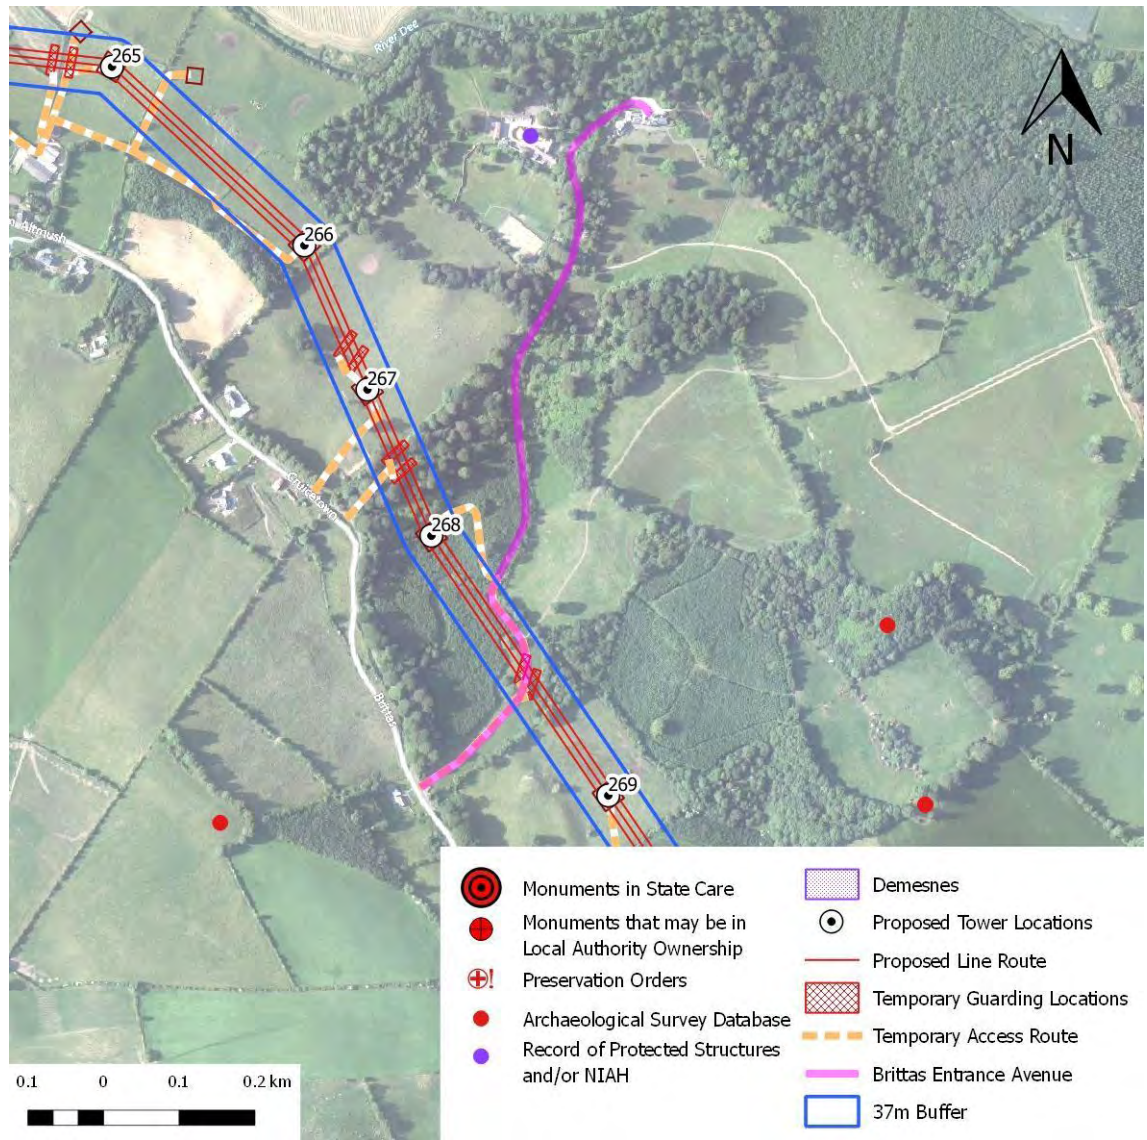 River Dee
265
N
Altmush
266
267
Cruicetown
268
Brittas
269
Monuments in State Care
Monuments that may be in
Local Authority Ownership
Preservation Orders
Archaeological Survey Database
Record of Protected Structures
and/or NIAH
Demesnes
Proposed Tower Locations
Proposed Line Route
Temporary Guarding Locations
Temporary Access Route
Brittas Entrance Avenue
37m Buffer
0.1 0 0.1 0.2 km